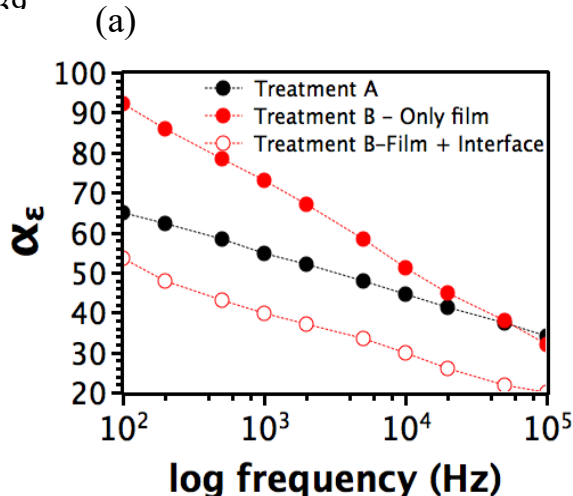 (a)
100
90
80
70
60
50
40
30
20
αε
Treatment A
Treatment B – Only film
Treatment B–Film + Interface
10² 10³ 10⁴ 10⁵
log frequency (Hz)